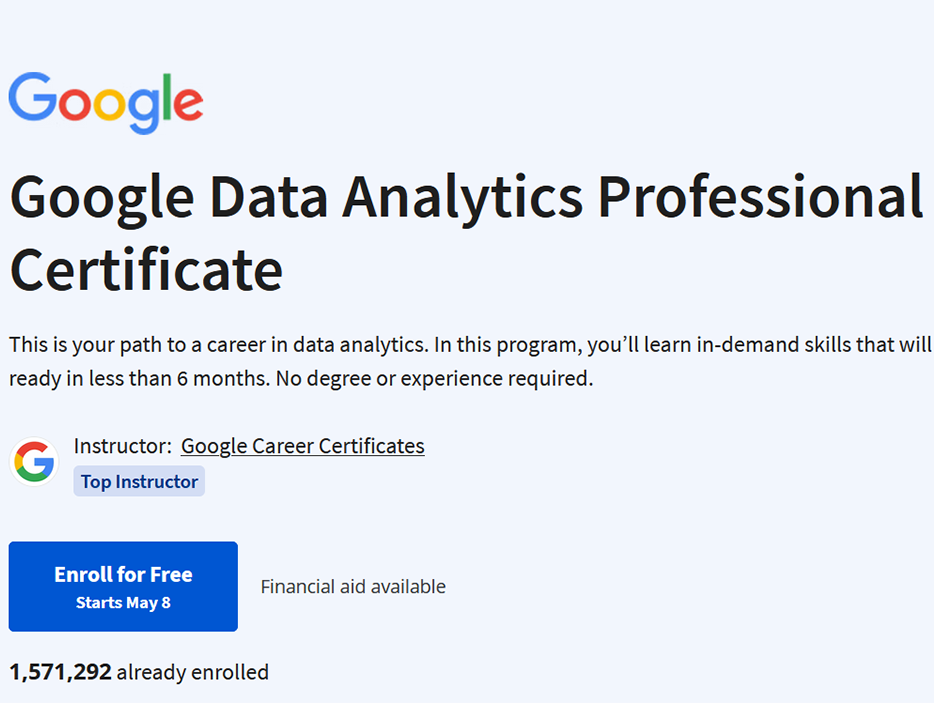 Google
Google Data Analytics Professional
Certificate
This is your path to a career in data analytics. In this program, you’ll learn in-demand skills that will
ready in less than 6 months. No degree or experience required.
Instructor: Google Career Certificates
Top Instructor
Enroll for Free
Starts May 8
Financial aid available
1,571,292 already enrolled